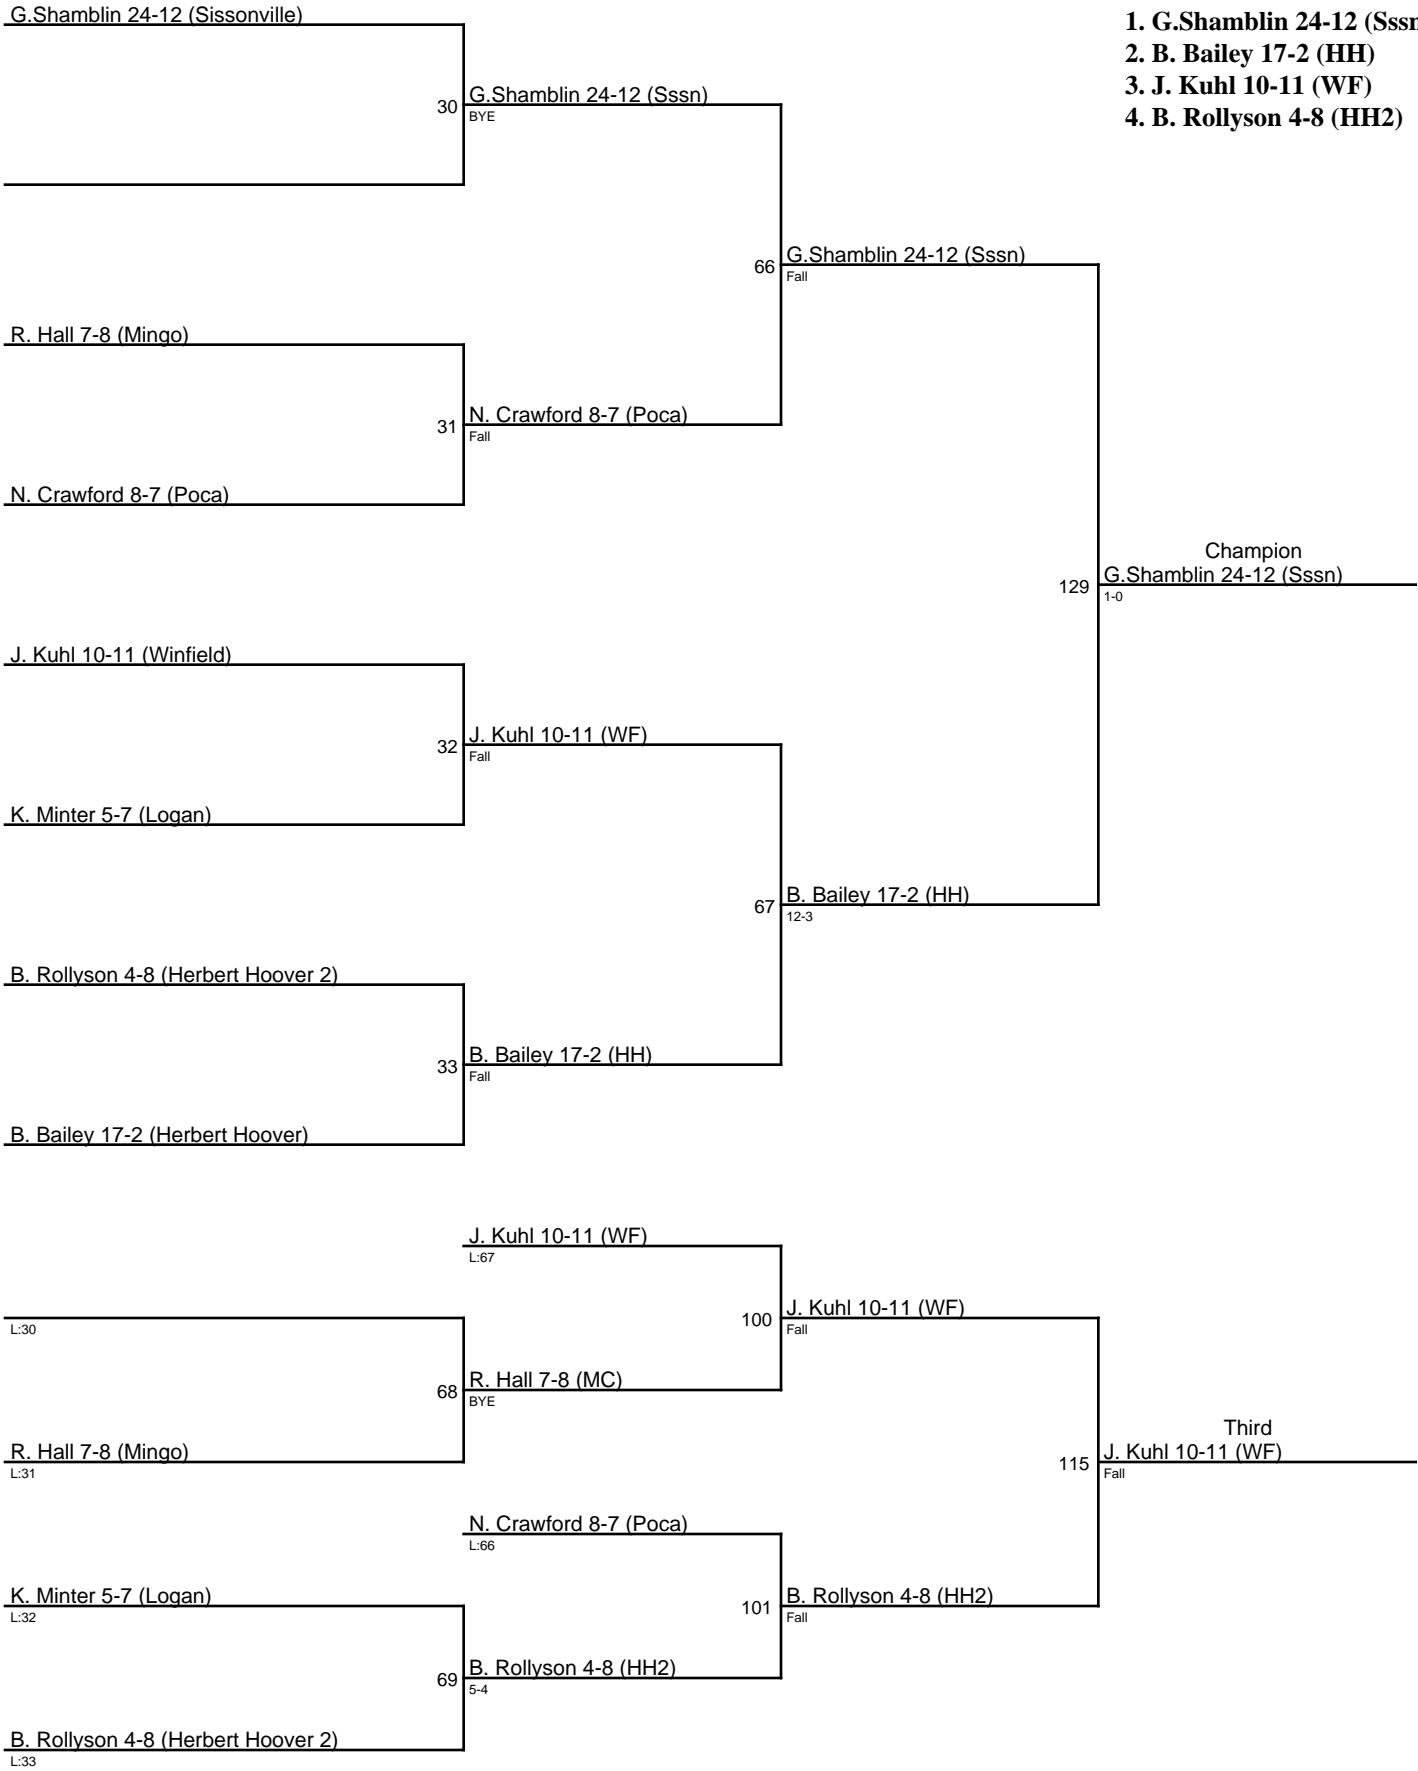 G.Shamblin 24-12 (Sissonville)
1. G.Shamblin 24-12 (Sssn
2. B. Bailey 17-2 (HH)
3. J. Kuhl 10-11 (WF)
4. B. Rollyson 4-8 (HH2)
30
G.Shamblin 24-12 (Sssn)
BYE
66
G.Shamblin 24-12 (Sssn)
Fall
R. Hall 7-8 (Mingo)
31
N. Crawford 8-7 (Poca)
Fall
N. Crawford 8-7 (Poca)
Champion
129
G.Shamblin 24-12 (Sssn)
1-0
J. Kuhl 10-11 (Winfield)
32
J. Kuhl 10-11 (WF)
Fall
K. Minter 5-7 (Logan)
67
B. Bailey 17-2 (HH)
12-3
B. Rollyson 4-8 (Herbert Hoover 2)
33
B. Bailey 17-2 (HH)
Fall
B. Bailey 17-2 (Herbert Hoover)
J. Kuhl 10-11 (WF)
L:67
100
J. Kuhl 10-11 (WF)
Fall
L:30
68
R. Hall 7-8 (MC)
BYE
R. Hall 7-8 (Mingo)
L:31
Third
115
J. Kuhl 10-11 (WF)
Fall
N. Crawford 8-7 (Poca)
L:66
K. Minter 5-7 (Logan)
L:32
101
B. Rollyson 4-8 (HH2)
Fall
69
B. Rollyson 4-8 (HH2)
5-4
B. Rollyson 4-8 (Herbert Hoover 2)
L:33